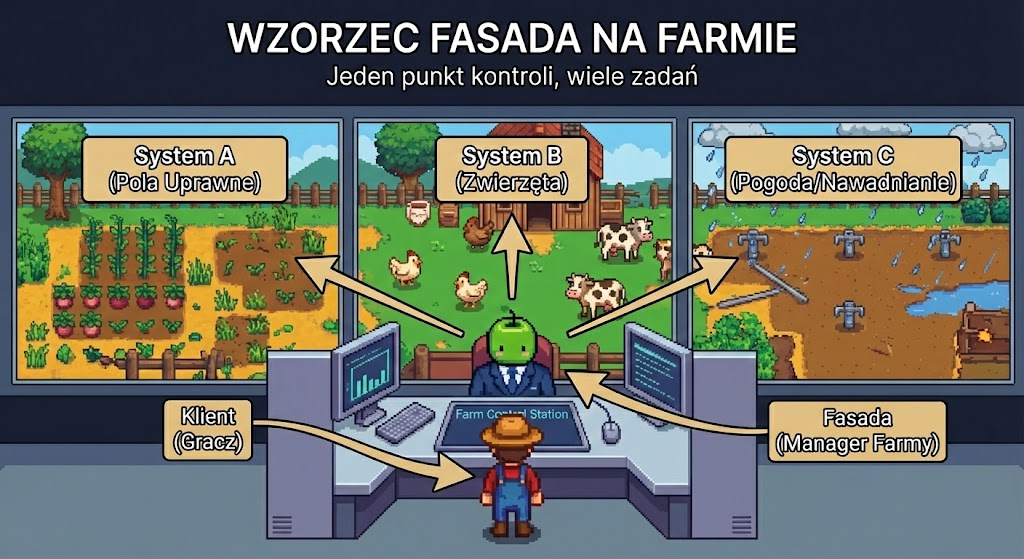 WZORZEC FASADA NA FARMIE
Jeden punkt kontroli, wiele zadań
System A
(Pola Uprawne)
System B
(Zwierzęta)
System C
(Pogoda/Nawadnianie)
Klient
(Gracz)
Farm Control Station
Fasada
(Manager Farmy)